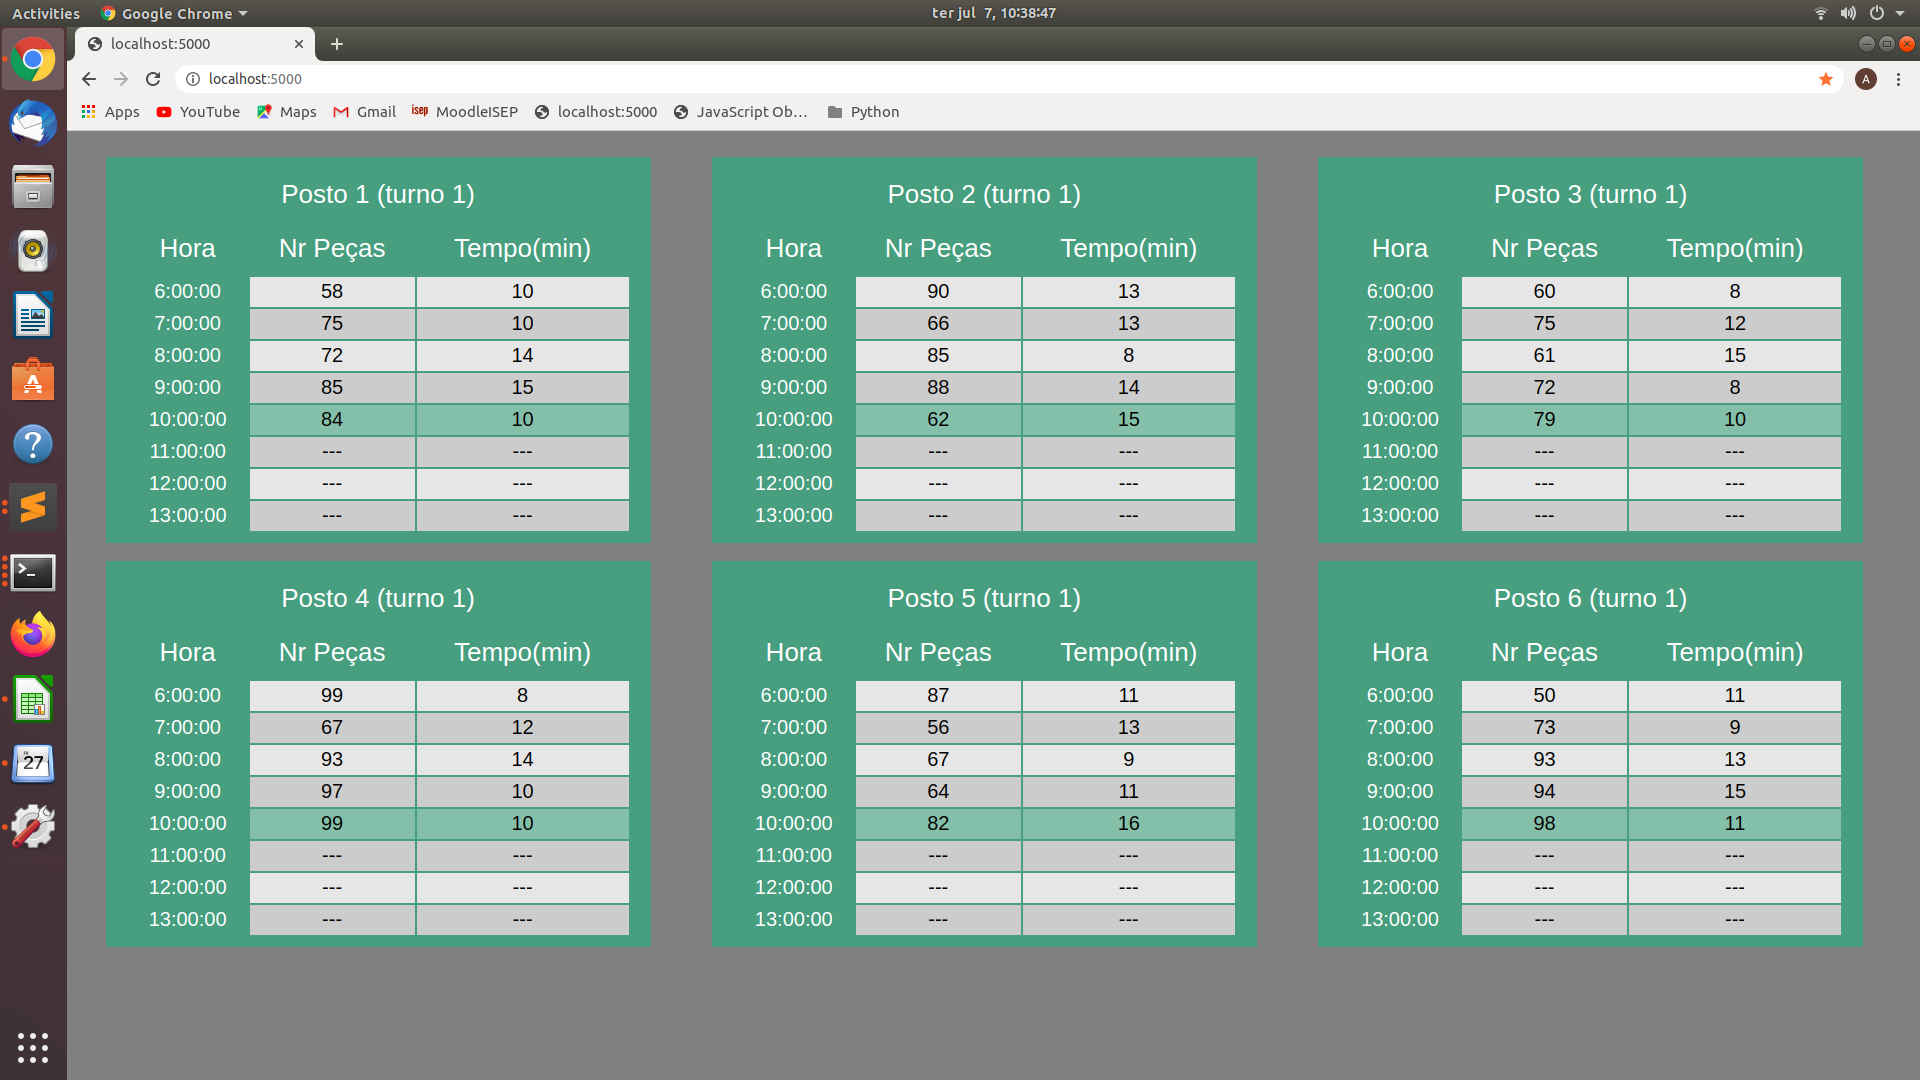 Activities Google Chrome ter jul 7, 10:38:47
localhost:5000
localhost:5000 A
Apps YouTube Maps Gmail isep MoodleISEP localhost:5000 JavaScript Ob... Python
Posto 1 (turno 1)
Hora Nr Peças Tempo(min)
6:00:00 58 10
7:00:00 75 10
8:00:00 72 14
9:00:00 85 15
10:00:00 84 10
11:00:00 --- ---
12:00:00 --- ---
13:00:00 --- ---
Posto 2 (turno 1)
Hora Nr Peças Tempo(min)
6:00:00 90 13
7:00:00 66 13
8:00:00 85 8
9:00:00 88 14
10:00:00 62 15
11:00:00 --- ---
12:00:00 --- ---
13:00:00 --- ---
Posto 3 (turno 1)
Hora Nr Peças Tempo(min)
6:00:00 60 8
7:00:00 75 12
8:00:00 61 15
9:00:00 72 8
10:00:00 79 10
11:00:00 --- ---
12:00:00 --- ---
13:00:00 --- ---
Posto 4 (turno 1)
Hora Nr Peças Tempo(min)
6:00:00 99 8
7:00:00 67 12
8:00:00 93 14
9:00:00 97 10
10:00:00 99 10
11:00:00 --- ---
12:00:00 --- ---
13:00:00 --- ---
Posto 5 (turno 1)
Hora Nr Peças Tempo(min)
6:00:00 87 11
7:00:00 56 13
8:00:00 67 9
9:00:00 64 11
10:00:00 82 16
11:00:00 --- ---
12:00:00 --- ---
13:00:00 --- ---
Posto 6 (turno 1)
Hora Nr Peças Tempo(min)
6:00:00 50 11
7:00:00 73 9
8:00:00 93 13
9:00:00 94 15
10:00:00 98 11
11:00:00 --- ---
12:00:00 --- ---
13:00:00 --- ---
27